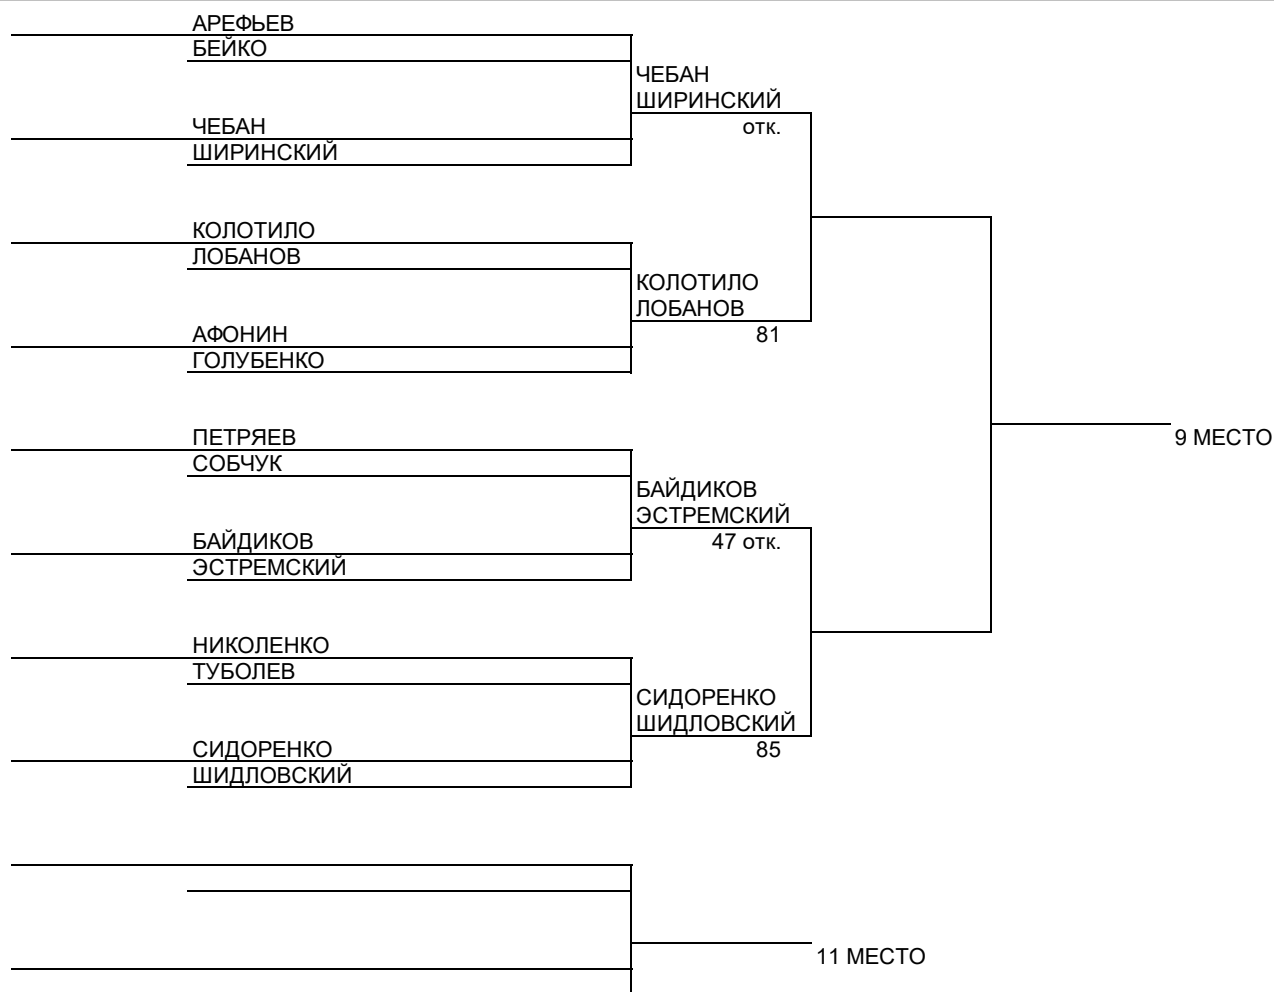 АРЕФЬЕВ
БЕЙКО
ЧЕБАН
ШИРИНСКИЙ
отк.
ЧЕБАН
ШИРИНСКИЙ
КОЛОТИЛО
ЛОБАНОВ
КОЛОТИЛО
ЛОБАНОВ
81
АФОНИН
ГОЛУБЕНКО
ПЕТРЯЕВ
СОБЧУК
9 МЕСТО
БАЙДИКОВ
ЭСТРЕМСКИЙ
47 отк.
БАЙДИКОВ
ЭСТРЕМСКИЙ
НИКОЛЕНКО
ТУБОЛЕВ
СИДОРЕНКО
ШИДЛОВСКИЙ
85
СИДОРЕНКО
ШИДЛОВСКИЙ
11 МЕСТО